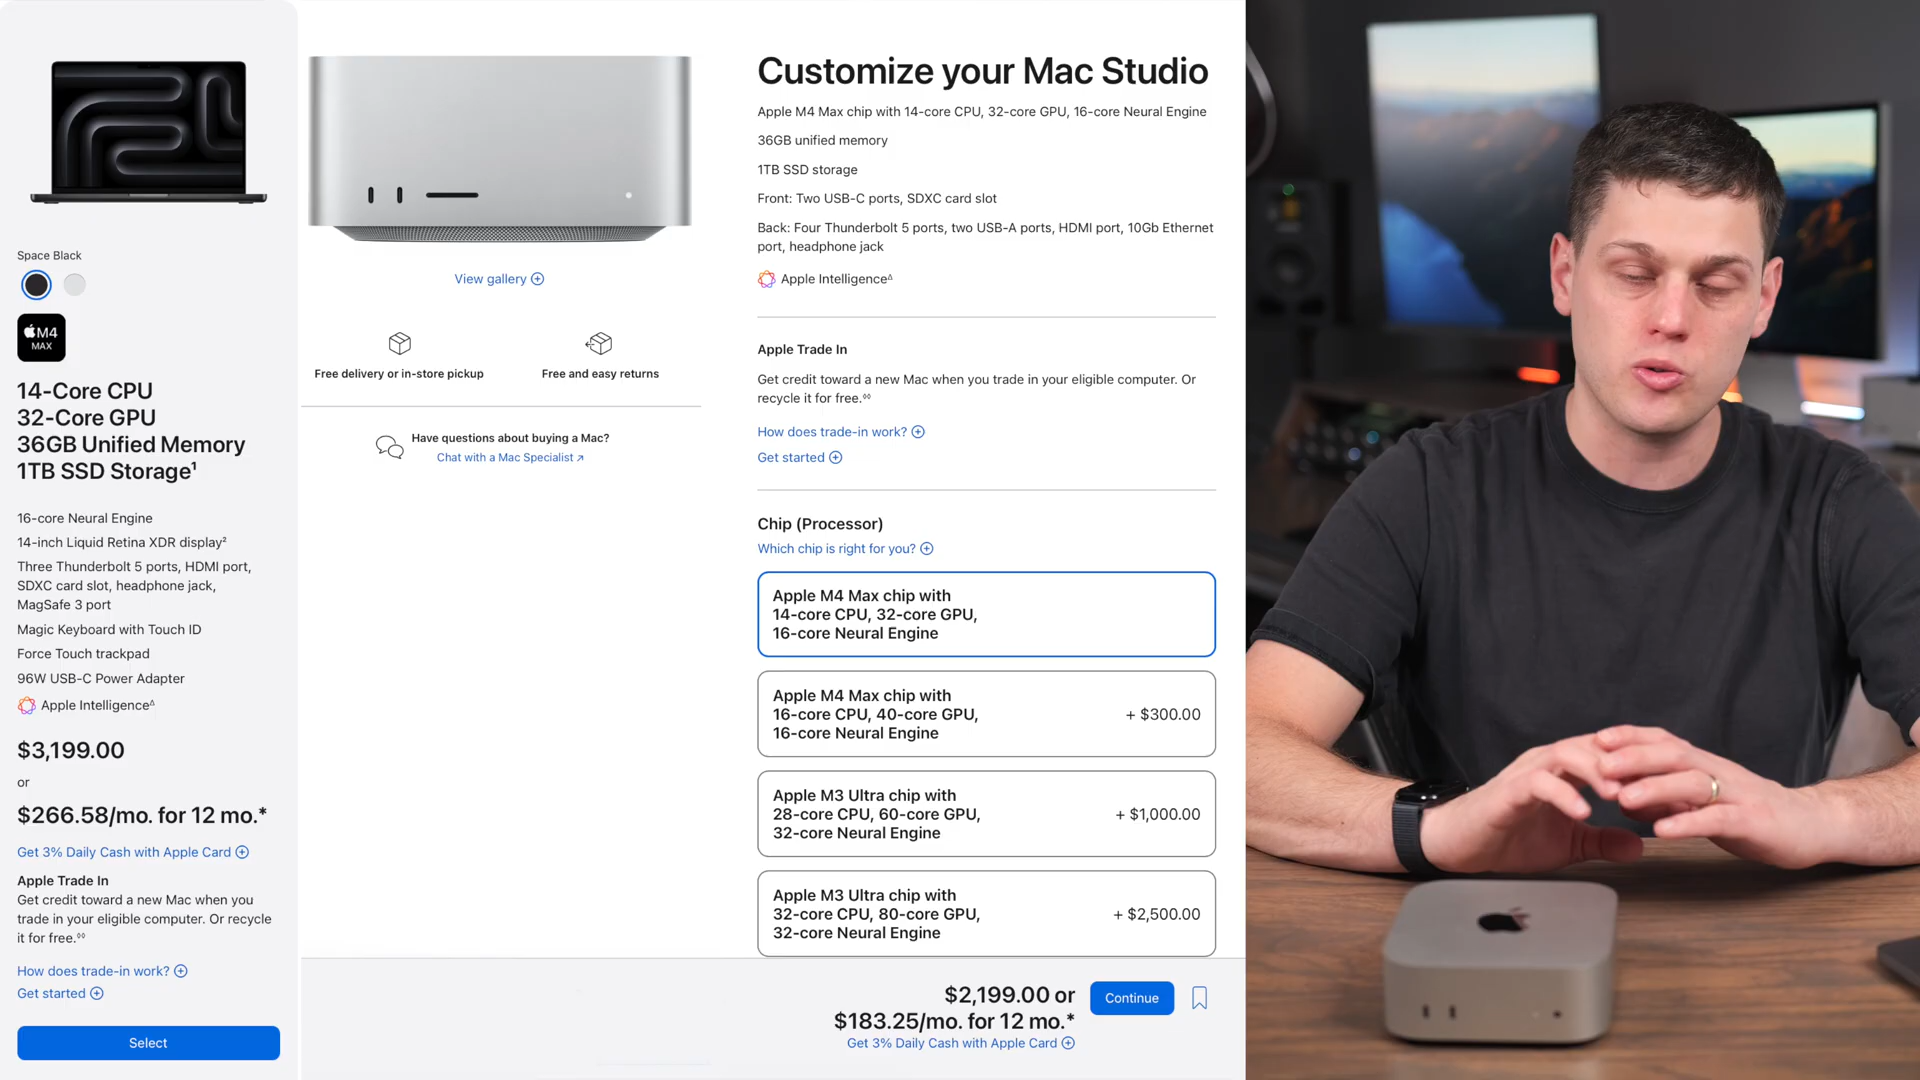 Space Black
M4
MAX
14-Core CPU
32-Core GPU
36GB Unified Memory
1TB SSD Storage¹
16-core Neural Engine
14-inch Liquid Retina XDR display²
Three Thunderbolt 5 ports, HDMI port,
SDXC card slot, headphone jack,
MagSafe 3 port
Magic Keyboard with Touch ID
Force Touch trackpad
96W USB-C Power Adapter
Apple Intelligence∆
$3,199.00
or
$266.58/mo. for 12 mo.*
Get 3% Daily Cash with Apple Card
Apple Trade In
Get credit toward a new Mac when you
trade in your eligible computer. Or recycle
it for free.◊◊
How does trade-in work?
Get started
Select
View gallery
Free delivery or in-store pickup
Free and easy returns
Have questions about buying a Mac?
Chat with a Mac Specialist ↗
Customize your Mac Studio
Apple M4 Max chip with 14-core CPU, 32-core GPU, 16-core Neural Engine
36GB unified memory
1TB SSD storage
Front: Two USB-C ports, SDXC card slot
Back: Four Thunderbolt 5 ports, two USB-A ports, HDMI port, 10Gb Ethernet
port, headphone jack
Apple Intelligence∆
Apple Trade In
Get credit toward a new Mac when you trade in your eligible computer. Or
recycle it for free.◊◊
How does trade-in work?
Get started
Chip (Processor)
Which chip is right for you?
Apple M4 Max chip with
14-core CPU, 32-core GPU,
16-core Neural Engine
Apple M4 Max chip with
16-core CPU, 40-core GPU,
16-core Neural Engine
+ $300.00
Apple M3 Ultra chip with
28-core CPU, 60-core GPU,
32-core Neural Engine
+ $1,000.00
Apple M3 Ultra chip with
32-core CPU, 80-core GPU,
32-core Neural Engine
+ $2,500.00
$2,199.00 or
$183.25/mo. for 12 mo.*
Get 3% Daily Cash with Apple Card
Continue